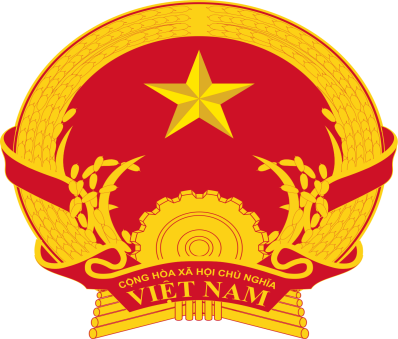 CỘNG HÒA XÃ HỘI CHỦ NGHĨA
VIỆT NAM